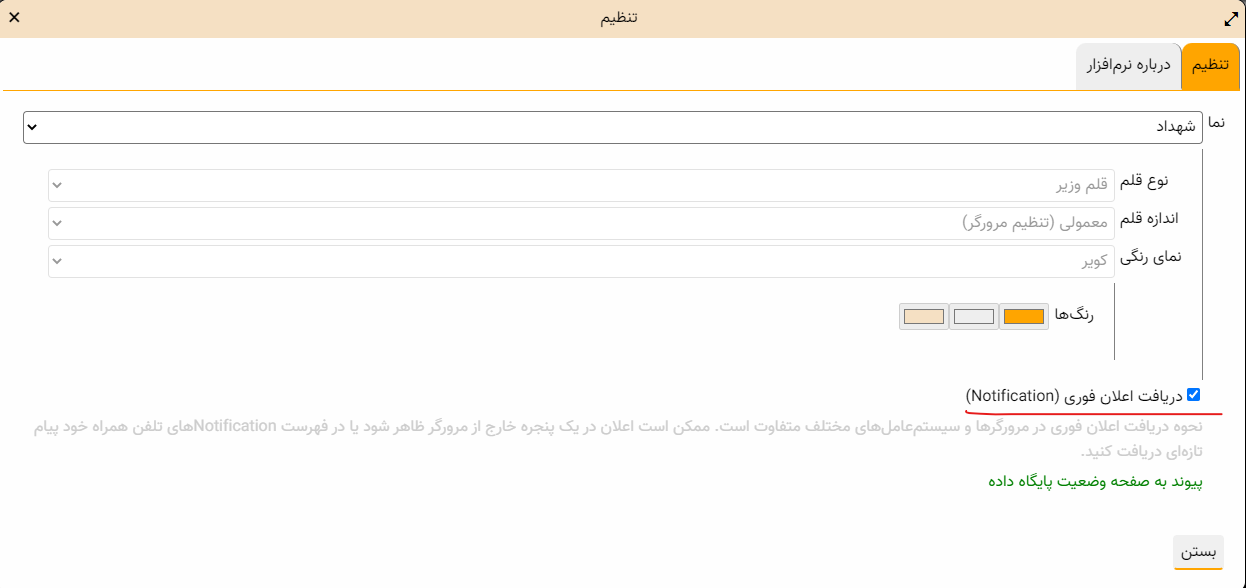 تنظیم
تنظیم
درباره نرم‌افزار
نما
شهداد
نوع قلم
قلم وزیر
اندازه قلم
معمولی (تنظیم مرورگر)
نمای رنگی
کویر
رنگ‌ها
دریافت اعلان فوری (Notification)
نحوه دریافت اعلان فوری در مرورگرها و سیستم‌عامل‌های مختلف متفاوت است. ممکن است اعلان در یک پنجره خارج از مرورگر ظاهر شود یا در فهرست Notificationهای تلفن همراه خود پیام
تازه‌ای دریافت کنید.
پیوند به صفحه وضعیت پایگاه داده
بستن